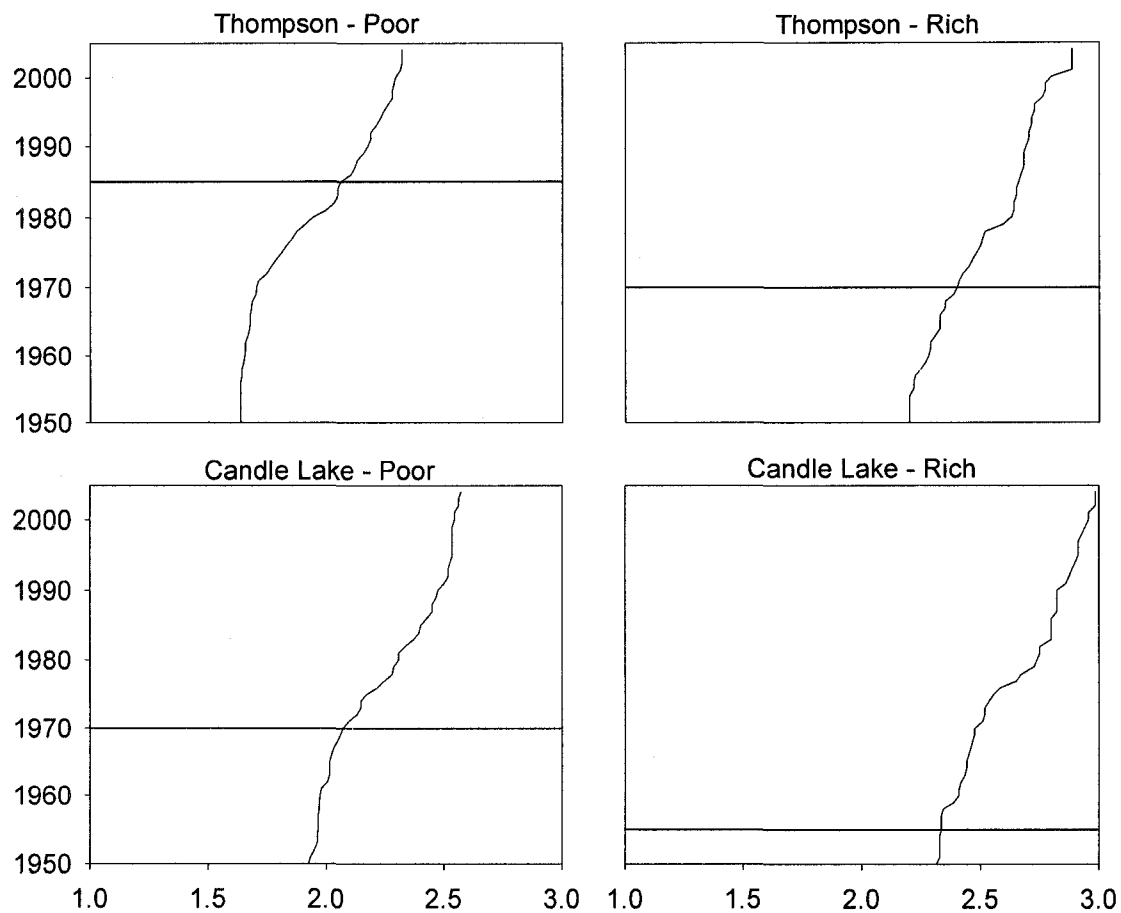 Thompson - Poor
Thompson - Rich
2000
1990
1980
1970
1960
1950
Candle Lake - Poor
Candle Lake - Rich
2000
1990
1980
1970
1960
1950
1.0 1.5 2.0 2.5 3.0 1.0 1.5 2.0 2.5 3.0